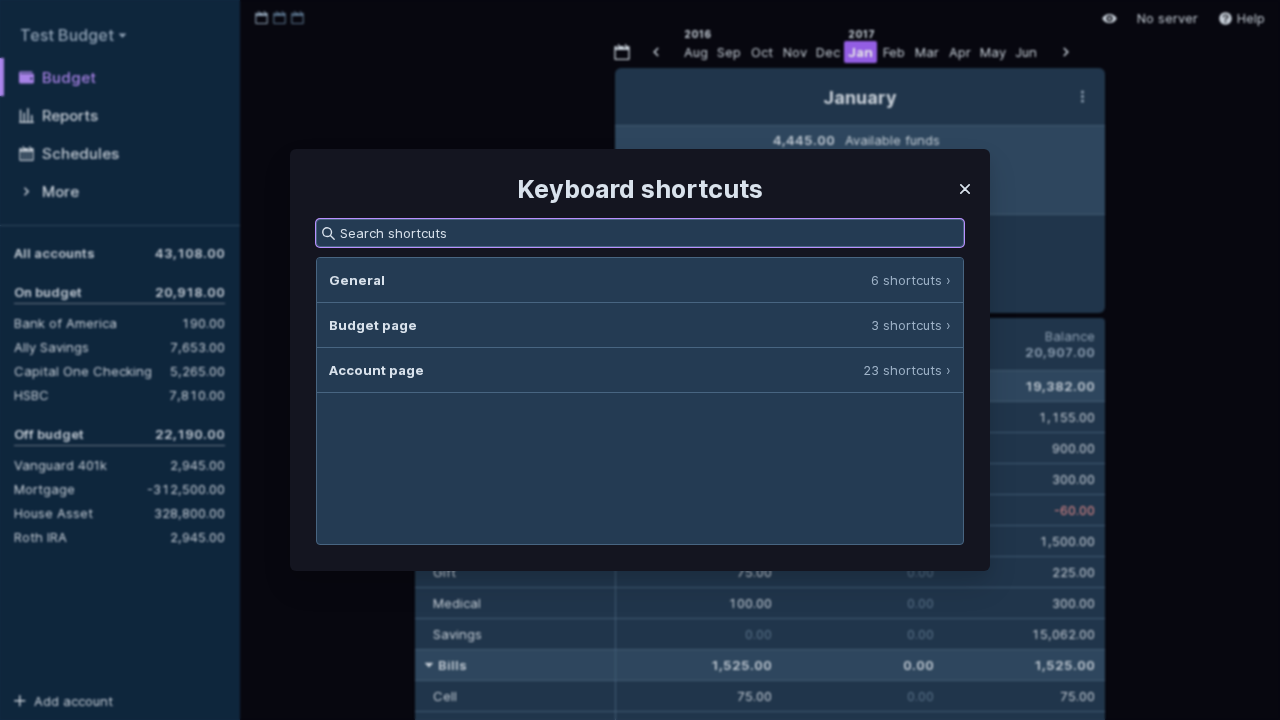 Test Budget
Budget
Reports
Schedules
More
All accounts 43,108.00
On budget 20,918.00
Bank of America 190.00
Ally Savings 7,653.00
Capital One Checking 5,265.00
HSBC 7,810.00
Off budget 22,190.00
Vanguard 401k 2,945.00
Mortgage -312,500.00
House Asset 328,800.00
Roth IRA 2,945.00
Add account
No server
Help
2016 2017
Aug Sep Oct Nov Dec Jan Feb Mar Apr May Jun
January
4,445.00 Available funds
Keyboard shortcuts
Search shortcuts
General 6 shortcuts ›
Budget page 3 shortcuts ›
Account page 23 shortcuts ›
Balance
20,907.00
19,382.00
1,155.00
900.00
300.00
-60.00
1,500.00
Gift 75.00 0.00 225.00
Medical 100.00 0.00 300.00
Savings 0.00 0.00 15,062.00
Bills 1,525.00 0.00 1,525.00
Cell 75.00 0.00 75.00